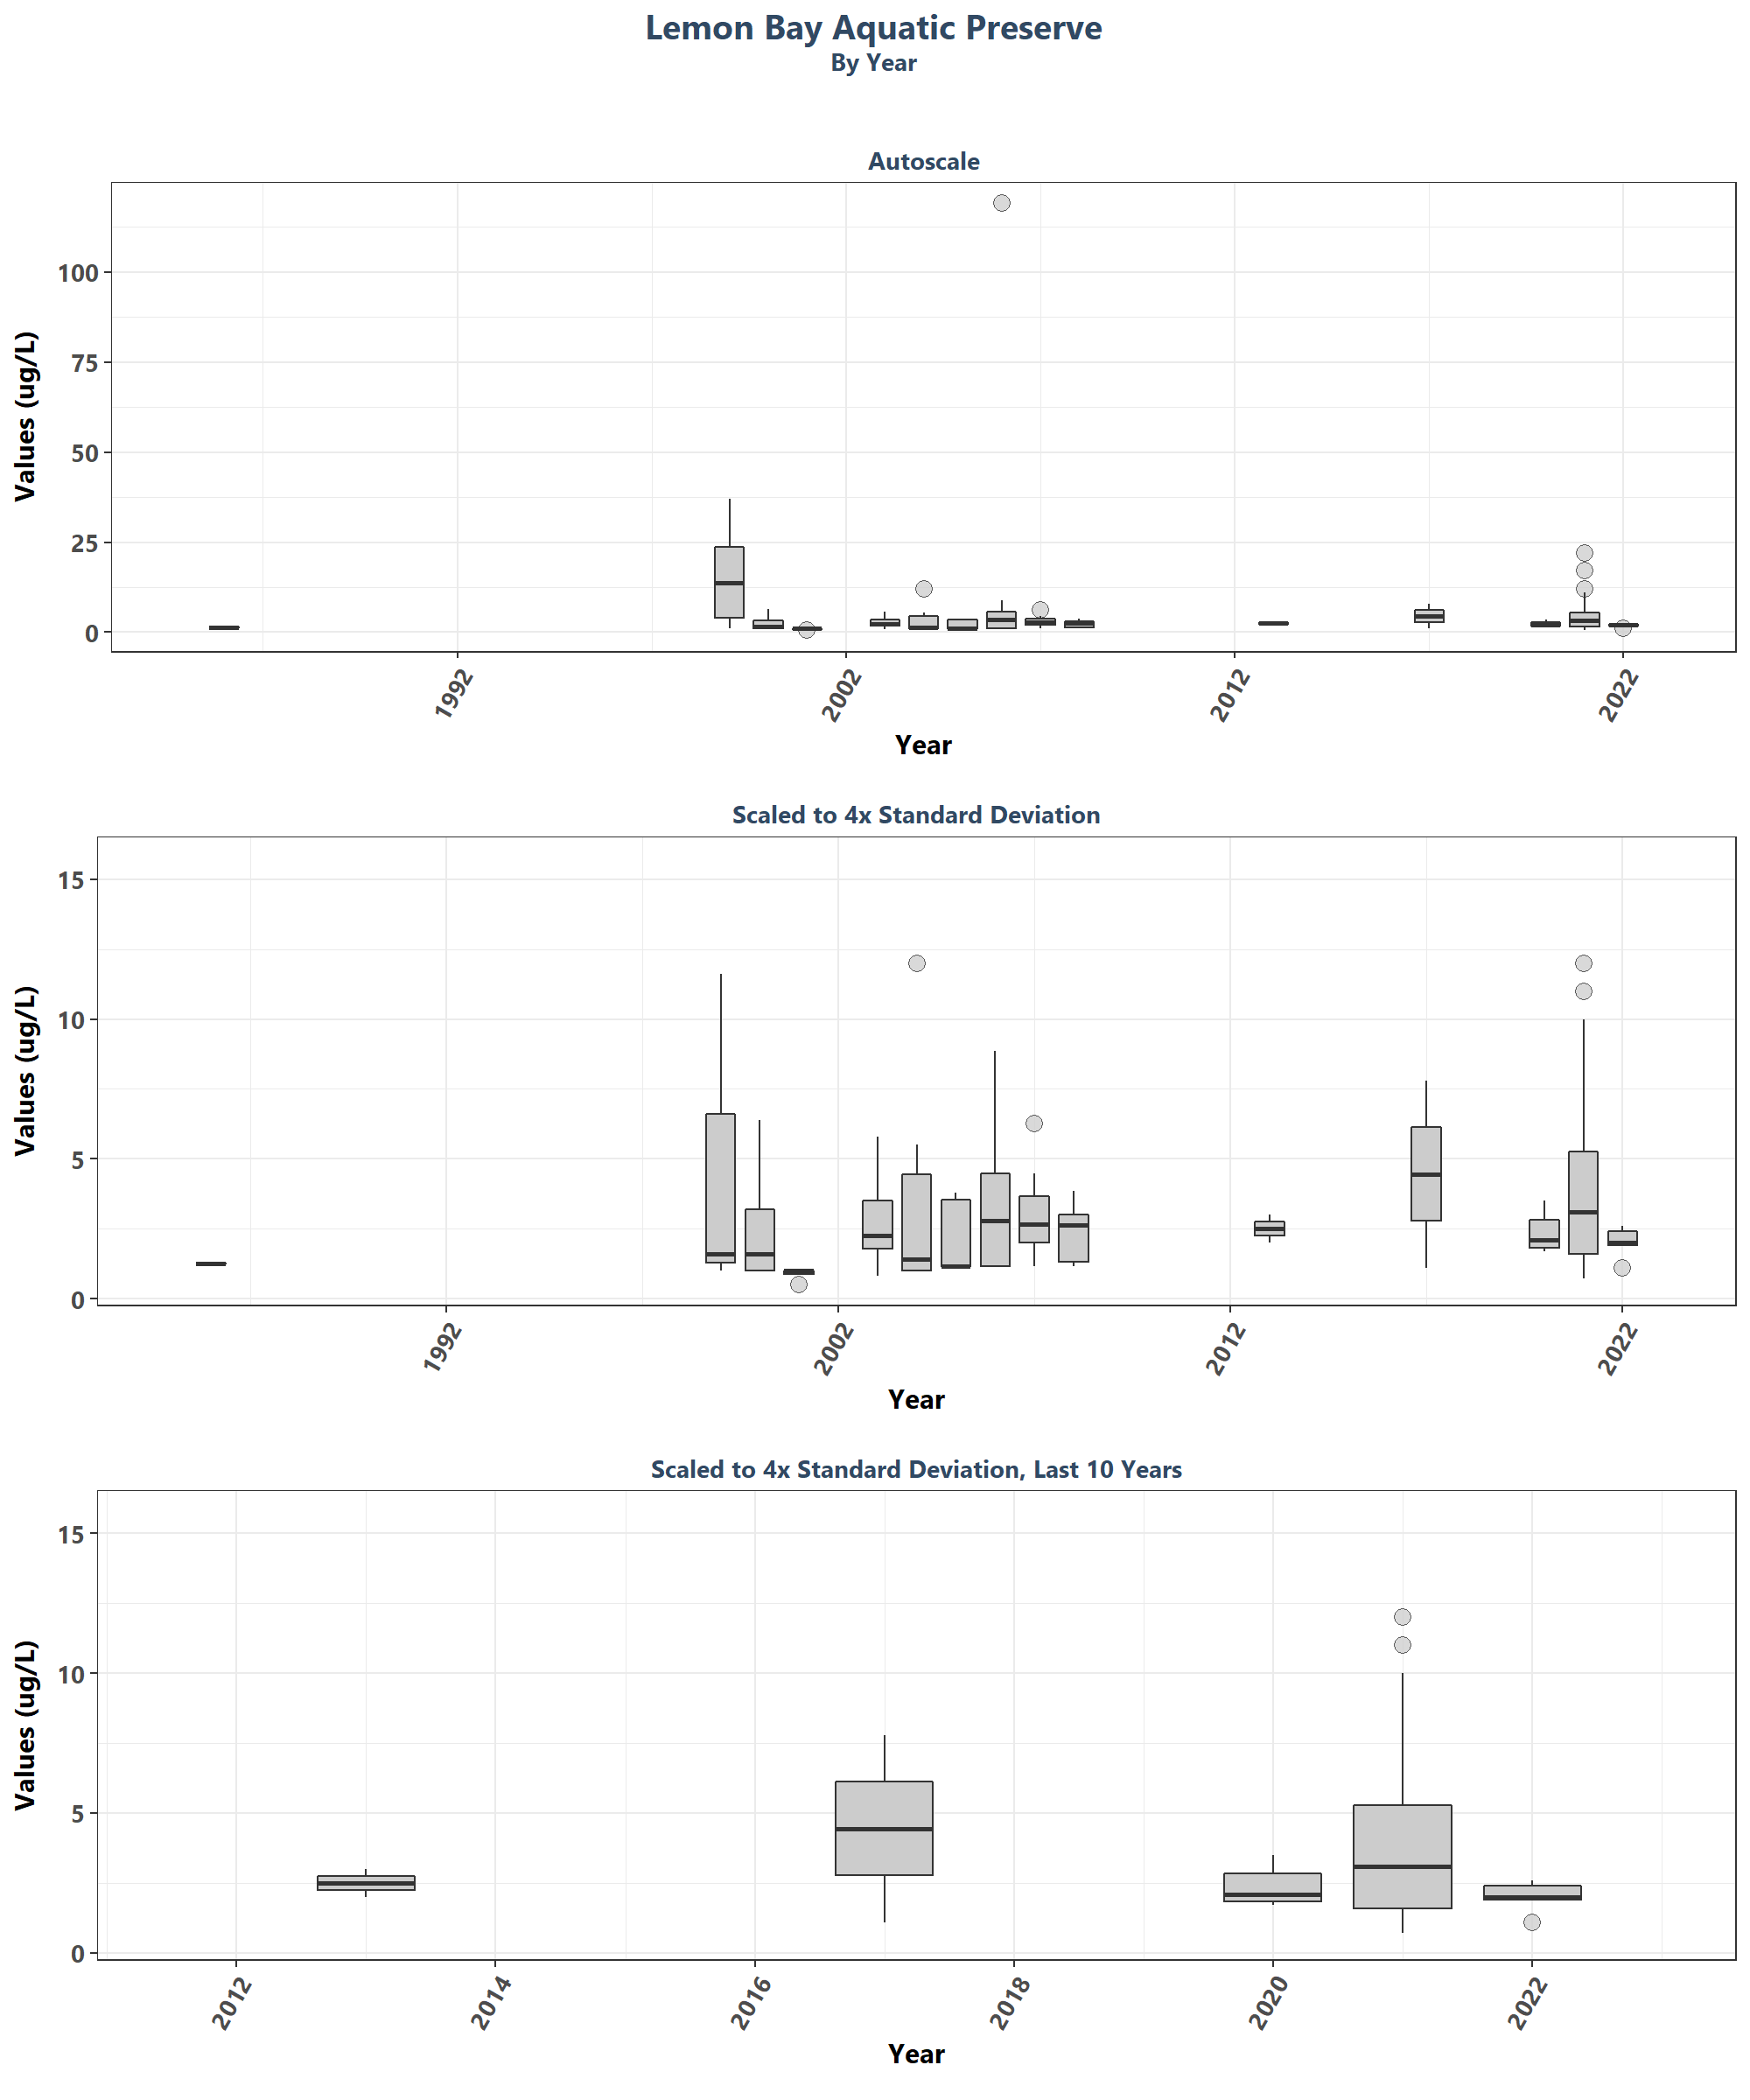 Lemon Bay Aquatic Preserve
By Year
Autoscale
Values (ug/L)
100
75
50
25
0
1992
2002
2012
2022
Year
Scaled to 4x Standard Deviation
Values (ug/L)
15
10
5
0
1992
2002
2012
2022
Year
Scaled to 4x Standard Deviation, Last 10 Years
Values (ug/L)
15
10
5
0
2012
2014
2016
2018
2020
2022
Year